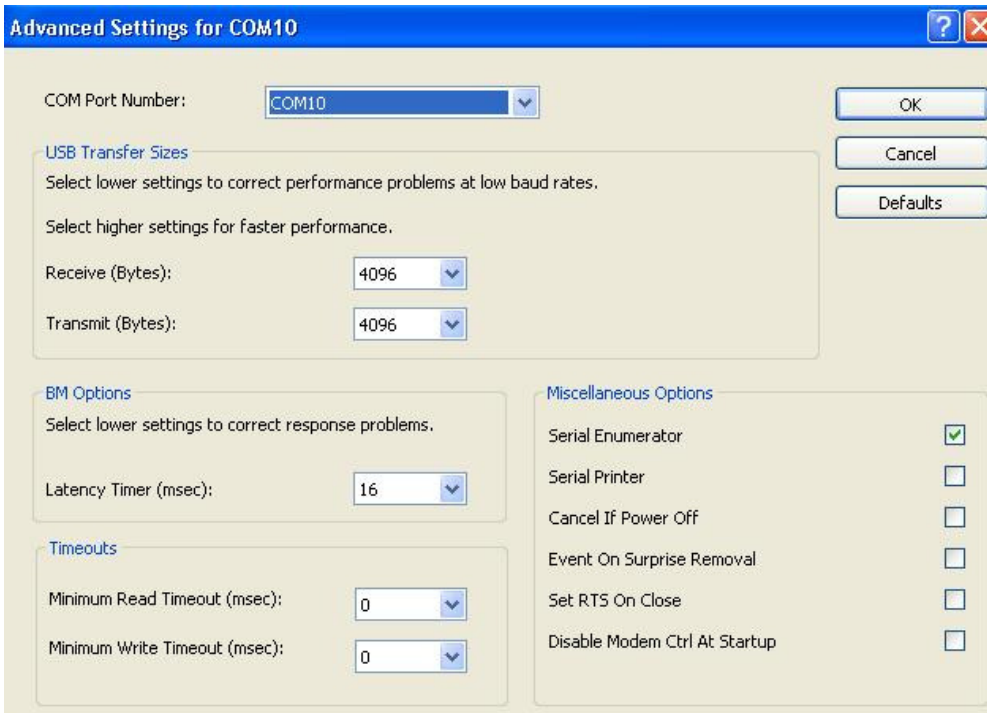 Advanced Settings for COM10
COM Port Number: COM10
OK
Cancel
Defaults
USB Transfer Sizes
Select lower settings to correct performance problems at low baud rates.
Select higher settings for faster performance.
Receive (Bytes): 4096
Transmit (Bytes): 4096
BM Options
Select lower settings to correct response problems.
Latency Timer (msec): 16
Timeouts
Minimum Read Timeout (msec): 0
Minimum Write Timeout (msec): 0
Miscellaneous Options
Serial Enumerator
Serial Printer
Cancel If Power Off
Event On Surprise Removal
Set RTS On Close
Disable Modem Ctrl At Startup